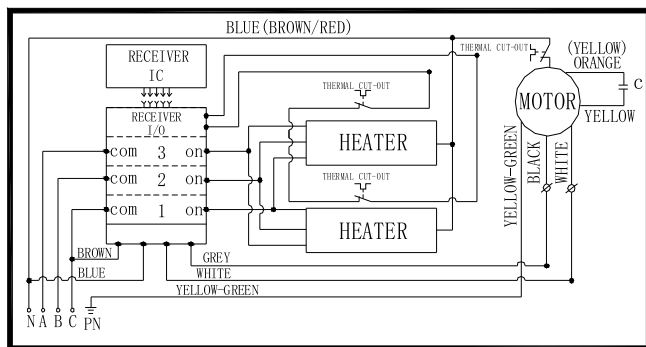 BLUE(BROWN/RED)
RECEIVER
IC
THERMAL CUT-OUT
(YELLOW)
ORANGE
C
MOTOR
YELLOW
THERMAL CUT-OUT
RECEIVER
I/O
HEATER
com 3 on
com 2 on
com 1 on
THERMAL CUT-OUT
HEATER
YELLOW-GREEN
BLACK
WHITE
BROWN
GREY
BLUE
WHITE
YELLOW-GREEN
N A B C PN